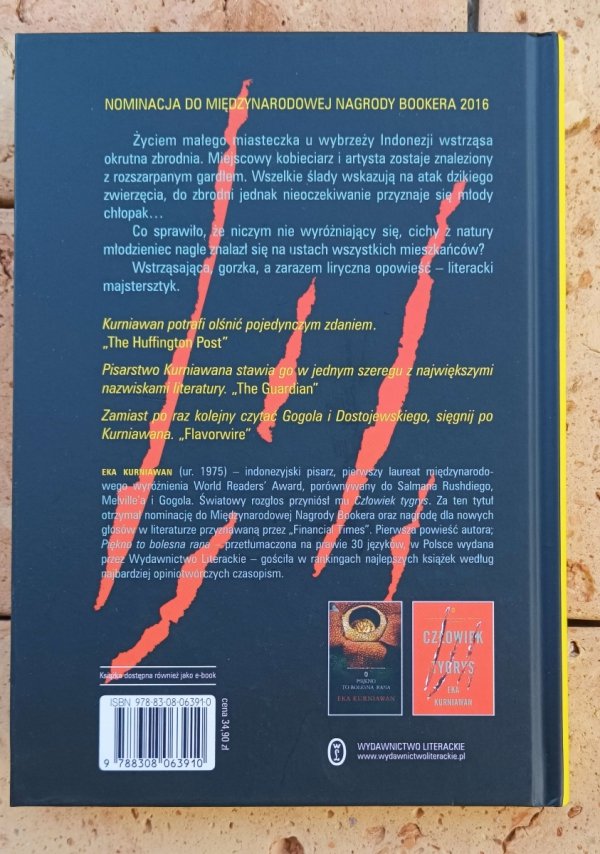 NOMINACJA DO MIĘDZYNARODOWEJ NAGRODY BOOKERA 2016
Życiem małego miasteczka u wybrzeży Indonezji wstrząsa
okrutna zbrodnia. Miejscowy kobieciarz i artysta zostaje znaleziony
z rozszarpanym gardłem. Wszelkie ślady wskazują na atak dzikiego
zwierzęcia, do zbrodni jednak nieoczekiwanie przyznaje się młody
chłopak...
Co sprawiło, że niczym nie wyróżniający się, cichy z natury
młodzieniec nagle znalazł się na ustach wszystkich mieszkańców?
Wstrząsająca, gorzka, a zarazem liryczna opowieść – literacki
majstersztyk.
Kurniawan potrafi olśnić pojedynczym zdaniem.
„The Huffington Post”
Pisarstwo Kurniawana stawia go w jednym szeregu z największymi
nazwiskami literatury. „The Guardian”
Zamiast po raz kolejny czytać Gogola i Dostojewskiego, sięgnij po
Kurniawana. „Flavorwire”
EKA KURNIAWAN (ur. 1975) – indonezyjski pisarz, pierwszy laureat międzynarodo-
wego wyróżnienia World Readers' Award, porównywany do Salmana Rushdiego,
Melville'a i Gogola. Światowy rozgłos przyniósł mu Człowiek tygrys. Za ten tytuł
otrzymał nominację do Międzynarodowej Nagrody Bookera oraz nagrodę dla nowych
głosów w literaturze przyznawaną przez „Financial Times”. Pierwsza powieść autora;
Piękno to bolesna rana – przetłumaczona na prawie 30 języków, w Polsce wydana
przez Wydawnictwo Literackie – gościła w rankingach najlepszych książek według
najbardziej opiniotwórczych czasopism.
PIĘKNO
TO BOLESNA RANA
EKA KURNIAWAN
CZŁOWIEK
TYGRYS
EKA
KURNIAWAN
Książka dostępna również jako e-book
ISBN 978-83-08-06391-0
9 788308 063910
cena 34,90 zł
WYDAWNICTWO LITERACKIE
www.wydawnictwoliterackie.pl